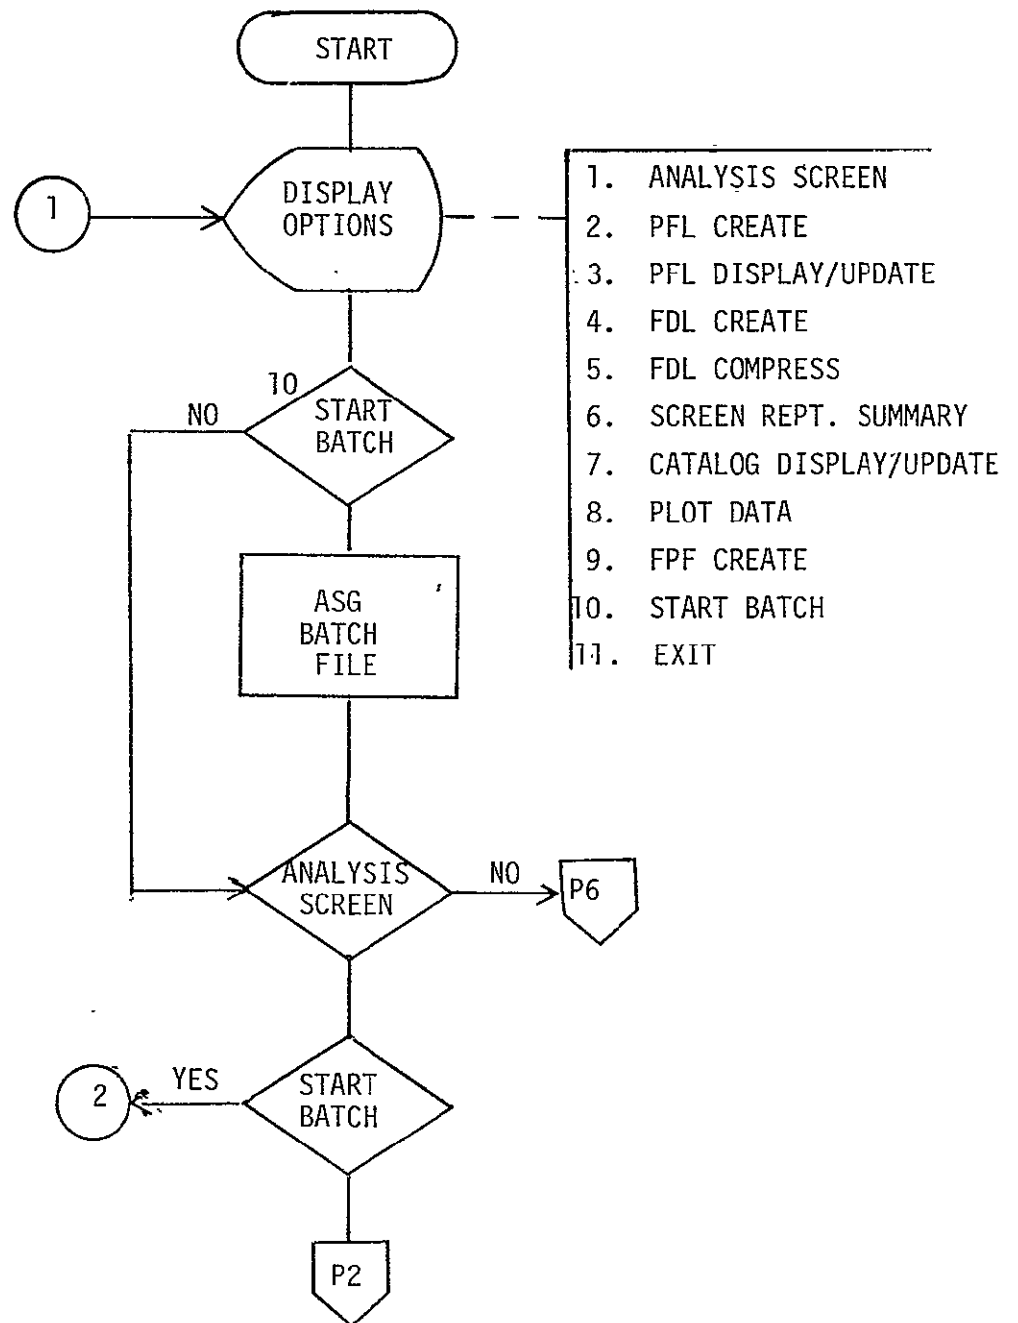 START
1
DISPLAY
OPTIONS
1. ANALYSIS SCREEN
2. PFL CREATE
3. PFL DISPLAY/UPDATE
4. FDL CREATE
5. FDL COMPRESS
6. SCREEN REPT. SUMMARY
7. CATALOG DISPLAY/UPDATE
8. PLOT DATA
9. FPF CREATE
10. START BATCH
11. EXIT
10
NO
START
BATCH
ASG
BATCH
FILE
ANALYSIS
SCREEN
NO
P6
2
YES
START
BATCH
P2